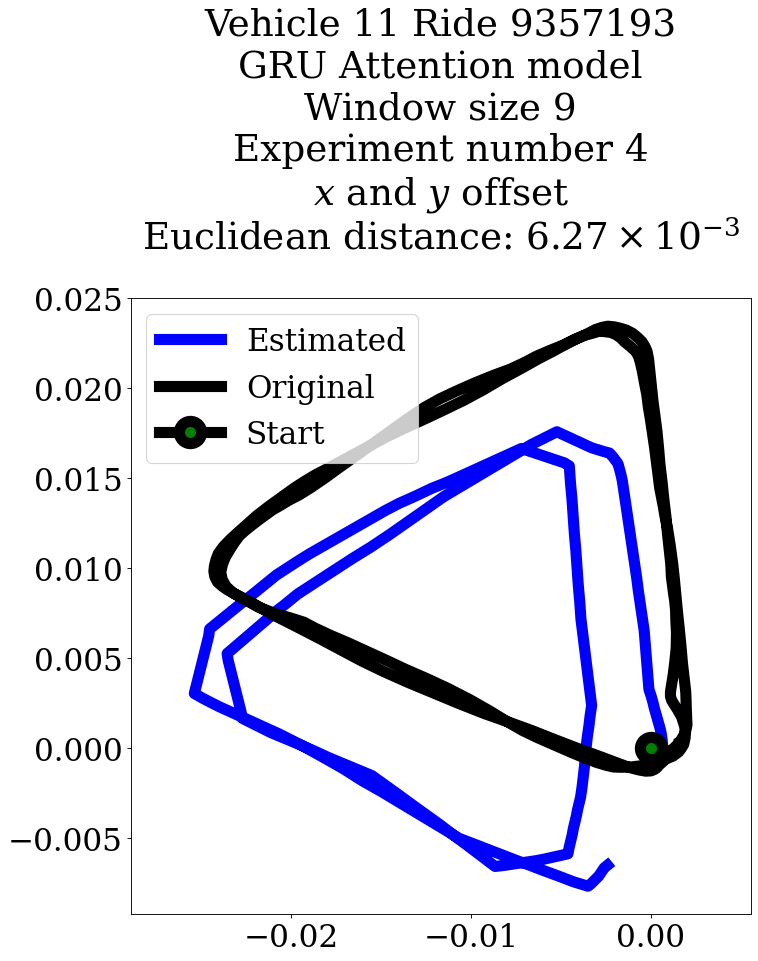 Vehicle 11 Ride 9357193
GRU Attention model
Window size 9
Experiment number 4
x and y offset
Euclidean distance: 6.27 × 10⁻³
0.025
0.020
0.015
0.010
0.005
0.000
−0.005
Estimated
Original
Start
−0.02
−0.01
0.00